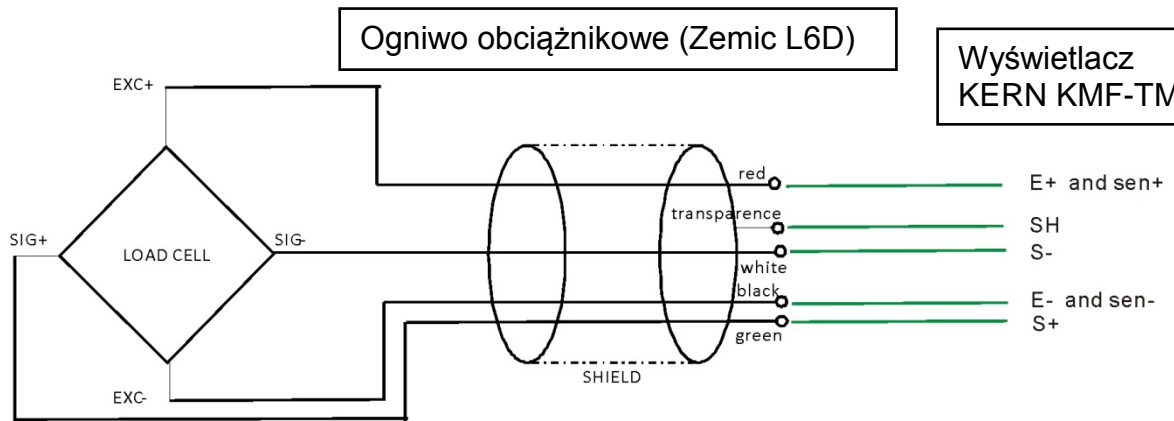 Ogniwo obciążnikowe (Zemic L6D)
Wyświetlacz
KERN KMF-TM
EXC+
red
E+ and sen+
transparence
SH
SIG+
LOAD CELL
SIG-
S-
white
black
E- and sen-
green
S+
SHIELD
EXC-